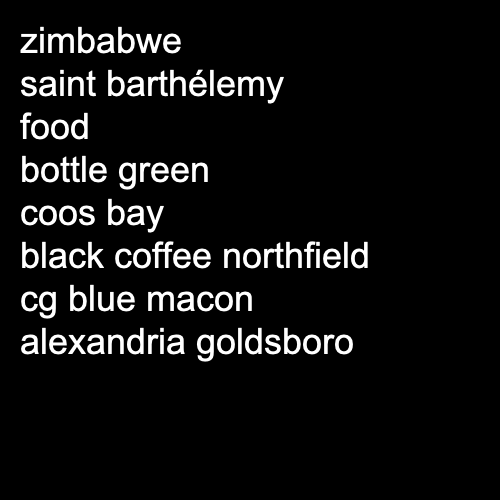 zimbabwe
saint barthélemy
food
bottle green
coos bay
black coffee northfield
cg blue macon
alexandria goldsboro